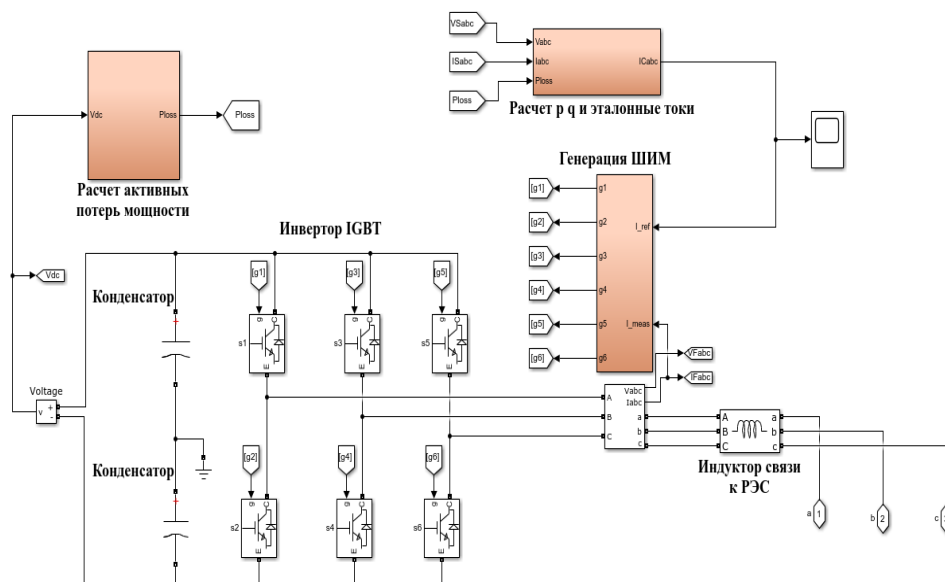 VSabc
ISabc
Ploss
Vabc
Iabc
Ploss
ICabc
Расчет p q и эталонные токи
Vdc
Ploss
Ploss
Расчет активных
потерь мощности
Генерация ШИМ
[g1]
[g2]
[g3]
[g4]
[g5]
[g6]
g1
g2
g3
g4
g5
g6
I_ref
I_meas
Инвертор IGBT
Vdc
Конденсатор
+
[g1]
[g3]
[g5]
g
C
s1
E
g
C
s3
E
g
C
s5
E
VFabc
IFabc
Voltage
v
+
-
Vabc
Iabc
A
B
C
a
b
c
A
B
C
a
b
c
Индуктор связи
к РЭС
Конденсатор
+
[g2]
[g4]
[g6]
g
C
s2
E
g
C
s4
E
g
C
s6
E
a
1
b
2
c